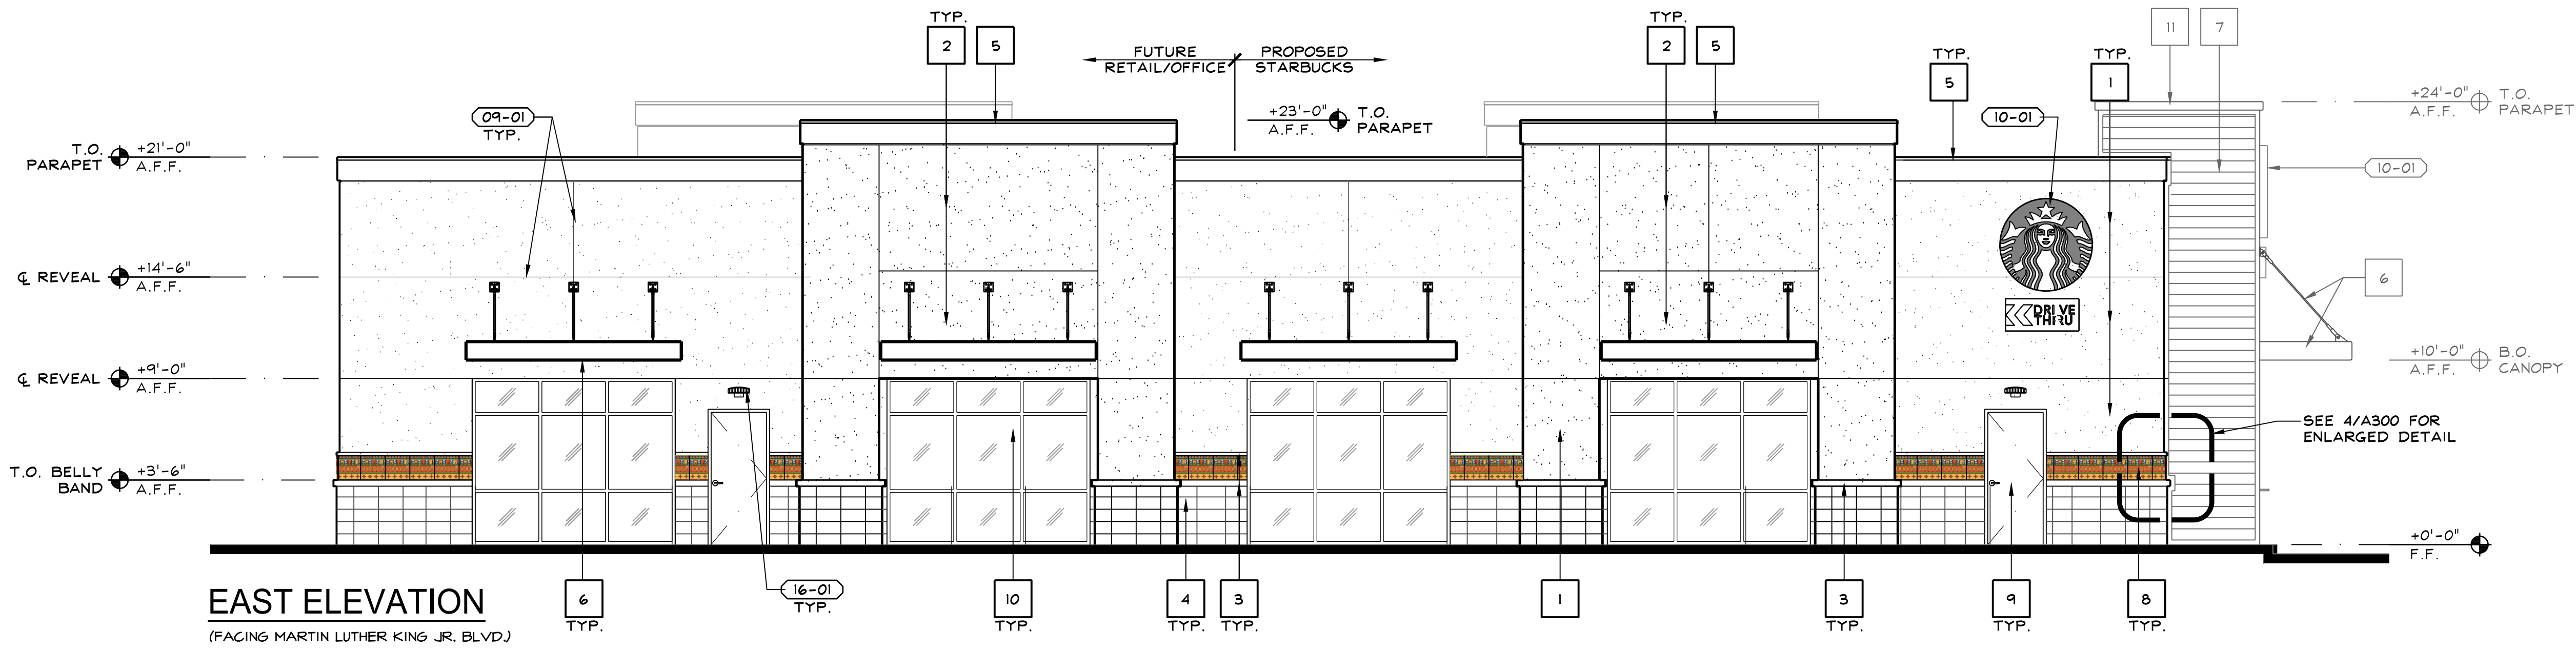 TYP.
2
5
FUTURE
RETAIL/OFFICE
PROPOSED
STARBUCKS
TYP.
2
5
TYP.
5
TYP.
1
11
7
09-01
TYP.
+23'-0"
A.F.F.
T.O.
PARAPET
10-01
+24'-0"
A.F.F.
T.O.
PARAPET
T.O.
PARAPET
+21'-0"
A.F.F.
10-01
℄ REVEAL
+14'-6"
A.F.F.
6
DRIVE
THRU
℄ REVEAL
+9'-0"
A.F.F.
+10'-0"
A.F.F.
B.O.
CANOPY
SEE 4/A300 FOR
ENLARGED DETAIL
T.O. BELLY
BAND
+3'-6"
A.F.F.
+0'-0"
F.F.
EAST ELEVATION
(FACING MARTIN LUTHER KING JR. BLVD.)
6
TYP.
16-01
TYP.
10
TYP.
4
TYP.
3
TYP.
1
3
TYP.
9
TYP.
8
TYP.